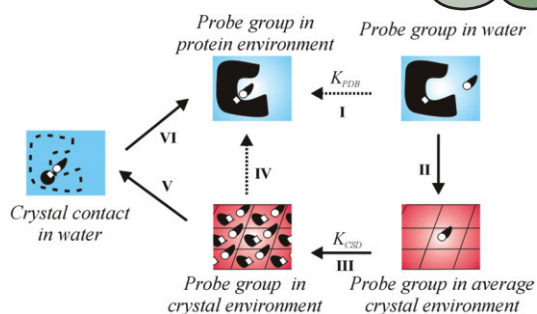 Probe group in
protein environment
Probe group in water
K_PDB
I
VI
IV
II
V
Crystal contact
in water
K_CSD
III
Probe group in
crystal environment
Probe group in average
crystal environment